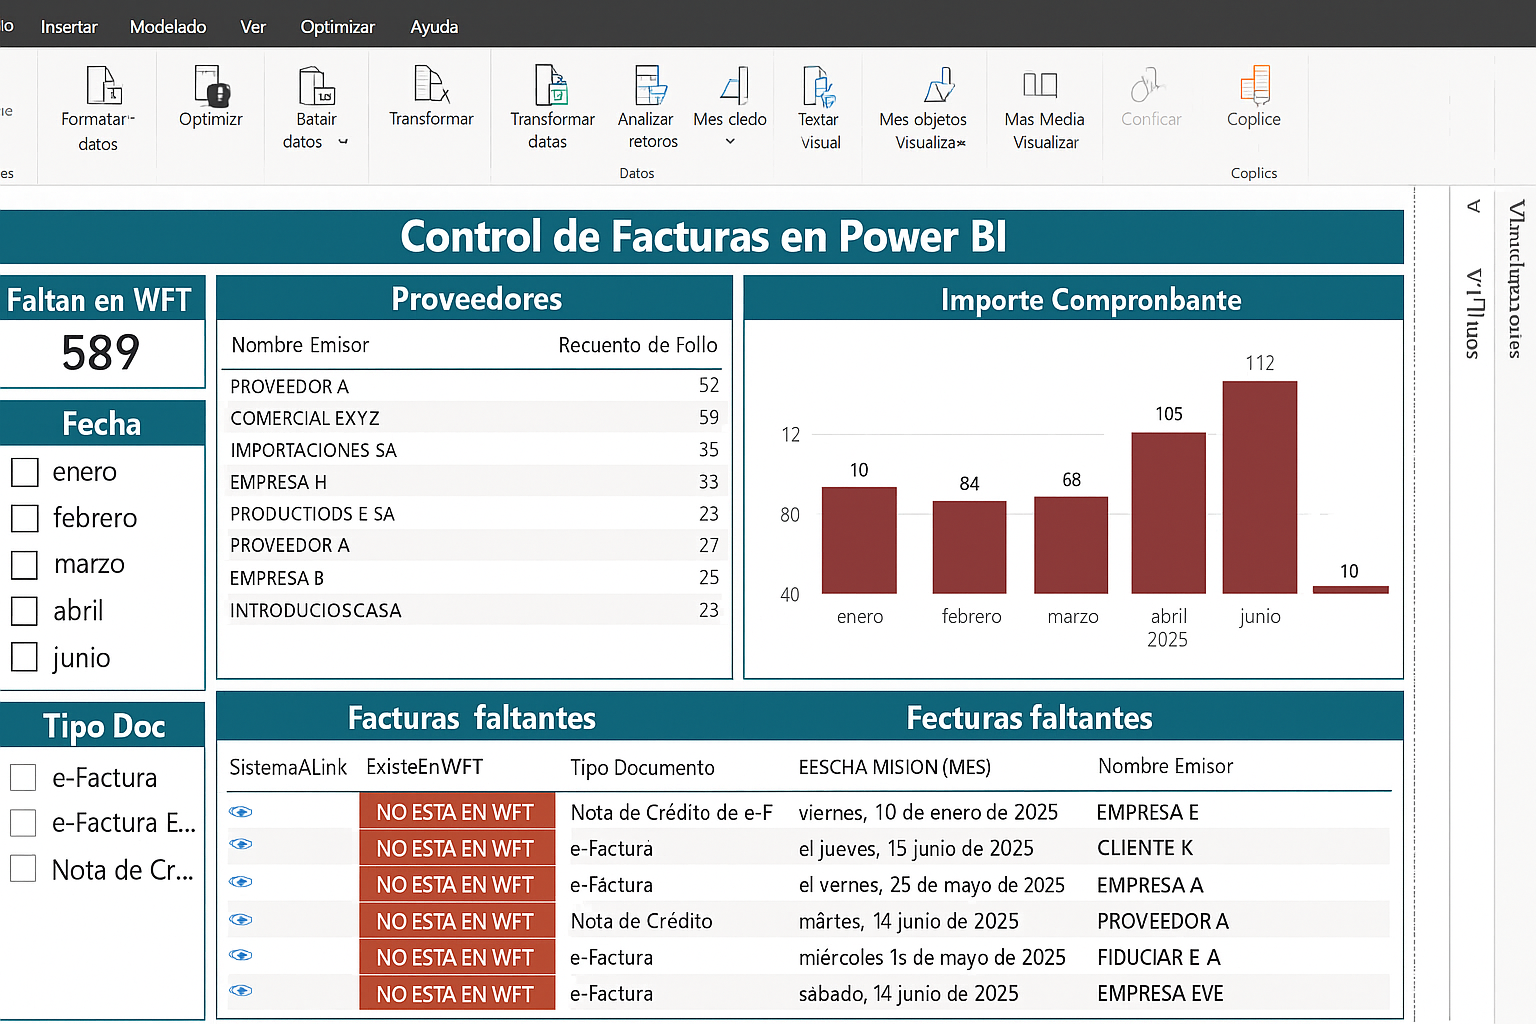 io Insertar Modelado Ver Optimizar Ayuda
Formatar-
datos
Optimizr
Batair
datos
Transformar
Transformar
datas
Analizar
retoros
Mes cledo
Textar
Visual
Mes objetos
Visualiza
Mas Media
Visualizar
Conficar
Coplice
es
Datos
Coplics
Control de Facturas en Power BI
Faltan en WFT
589
Fecha
enero
febrero
marzo
abril
junio
Tipo Doc
e-Factura
e-Factura E...
Nota de Cr...
Proveedores
Nombre Emisor Recuento de Follo
PROVEEDOR A 52
COMERCIAL EXYZ 59
IMPORTACIONES SA 35
EMPRESA H 33
PRODUCTIODS E SA 23
PROVEEDOR A 27
EMPRESA B 25
INTRODUCIOSCASA 23
Importe Compronbante
112
105
12
10
84
68
80
10
40
enero febrero marzo abril junio
2025
Facturas faltantes Fecturas faltantes
SistemaALink ExisteEnWFT Tipo Documento EESCHA MISION (MES) Nombre Emisor
NO ESTA EN WFT Nota de Crédito de e-F viernes, 10 de enero de 2025 EMPRESA E
NO ESTA EN WFT e-Factura el jueves, 15 junio de 2025 CLIENTE K
NO ESTA EN WFT e-Fáctura el vernes, 25 de mayo de 2025 EMPRESA A
NO ESTA EN WFT Nota de Crédito mârtes, 14 junio de 2025 PROVEEDOR A
NO ESTA EN WFT e-Factura miércoles 1s de mayo de 2025 FIDUCIAR E A
NO ESTA EN WFT e-Factura sábado, 14 junio de 2025 EMPRESA EVE